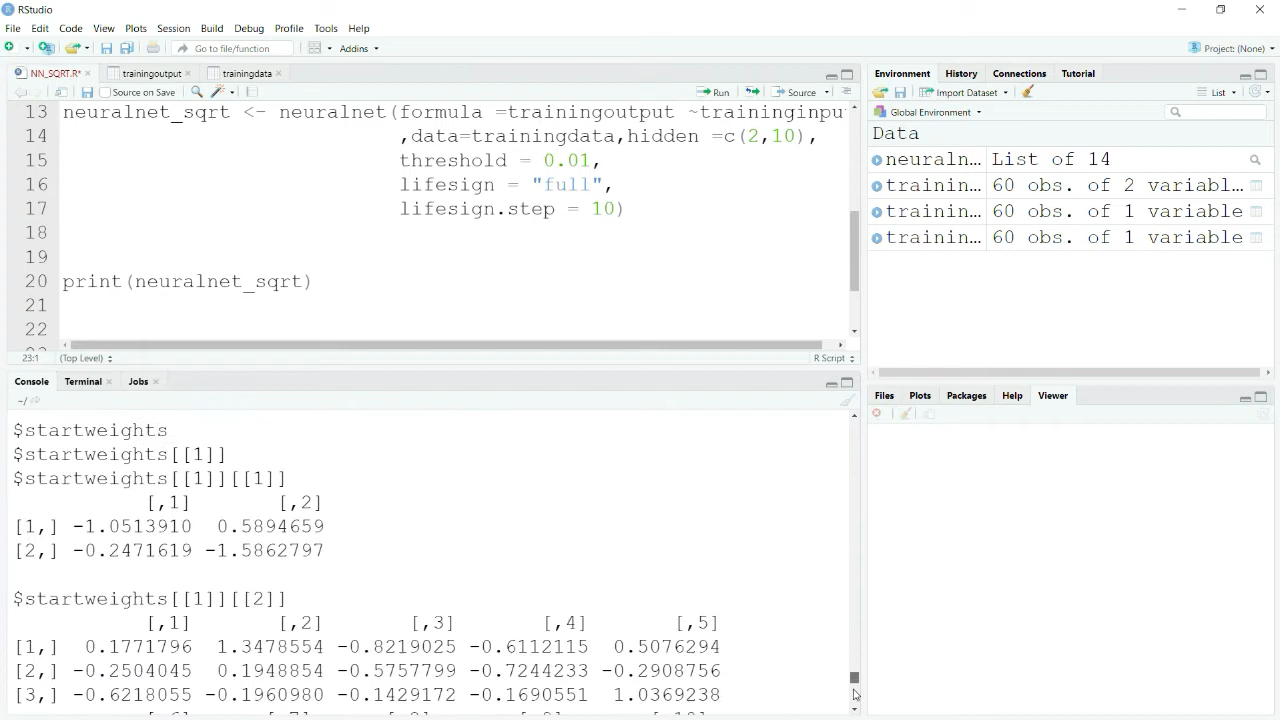 RStudio
File Edit Code View Plots Session Build Debug Profile Tools Help
Go to file/function Addins Project: (None)
NN_SQRT.R* trainingoutput trainingdata
Source on Save Run Source
13 neuralnet_sqrt <- neuralnet(formula =trainingoutput ~traininginpu
14 ,data=trainingdata,hidden =c(2,10),
15 threshold = 0.01,
16 lifesign = "full",
17 lifesign.step = 10)
18
19
20 print(neuralnet_sqrt)
21
22
23:1 (Top Level) R Script
Console Terminal Jobs
~/
$startweights
$startweights[[1]]
$startweights[[1]][[1]]
[,1] [,2]
[1,] -1.0513910 0.5894659
[2,] -0.2471619 -1.5862797
$startweights[[1]][[2]]
[,1] [,2] [,3] [,4] [,5]
[1,] 0.1771796 1.3478554 -0.8219025 -0.6112115 0.5076294
[2,] -0.2504045 0.1948854 -0.5757799 -0.7244233 -0.2908756
[3,] -0.6218055 -0.1960980 -0.1429172 -0.1690551 1.0369238
Environment History Connections Tutorial
Import Dataset List
Global Environment
Data
neuraln... List of 14
trainin... 60 obs. of 2 variabl...
trainin... 60 obs. of 1 variable
trainin... 60 obs. of 1 variable
Files Plots Packages Help Viewer